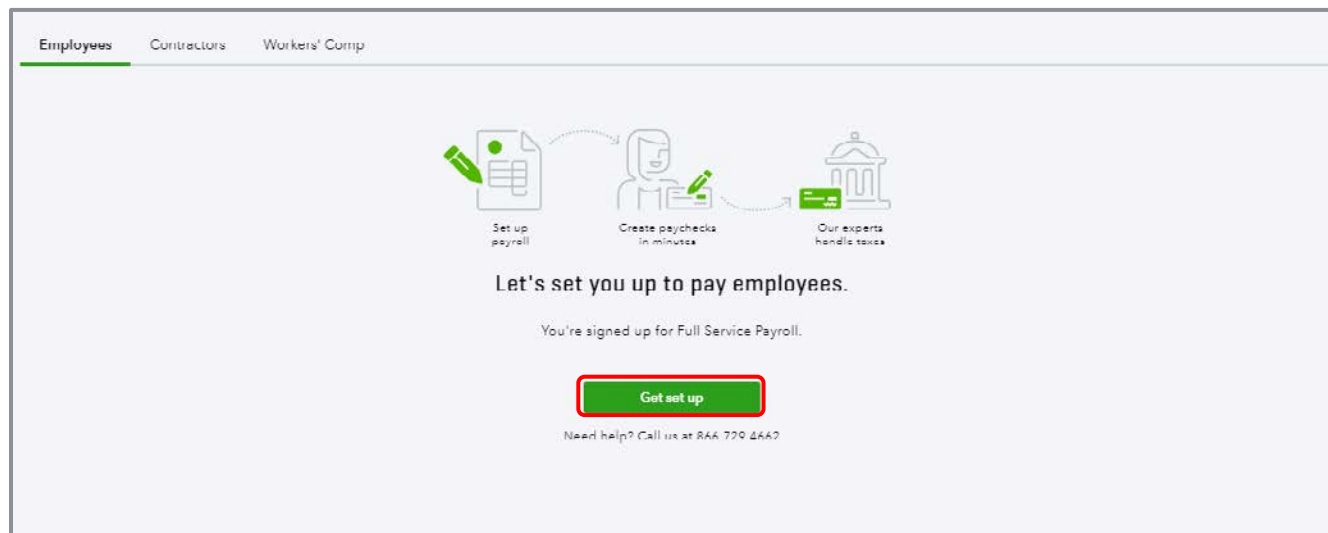 Employees Contractors Workers' Comp
Set up
payroll
Create paychecks
in minutes
Our experts
handle taxes
Let's set you up to pay employees.
You're signed up for Full Service Payroll.
Get set up
Need help? Call us at 866 729 4662